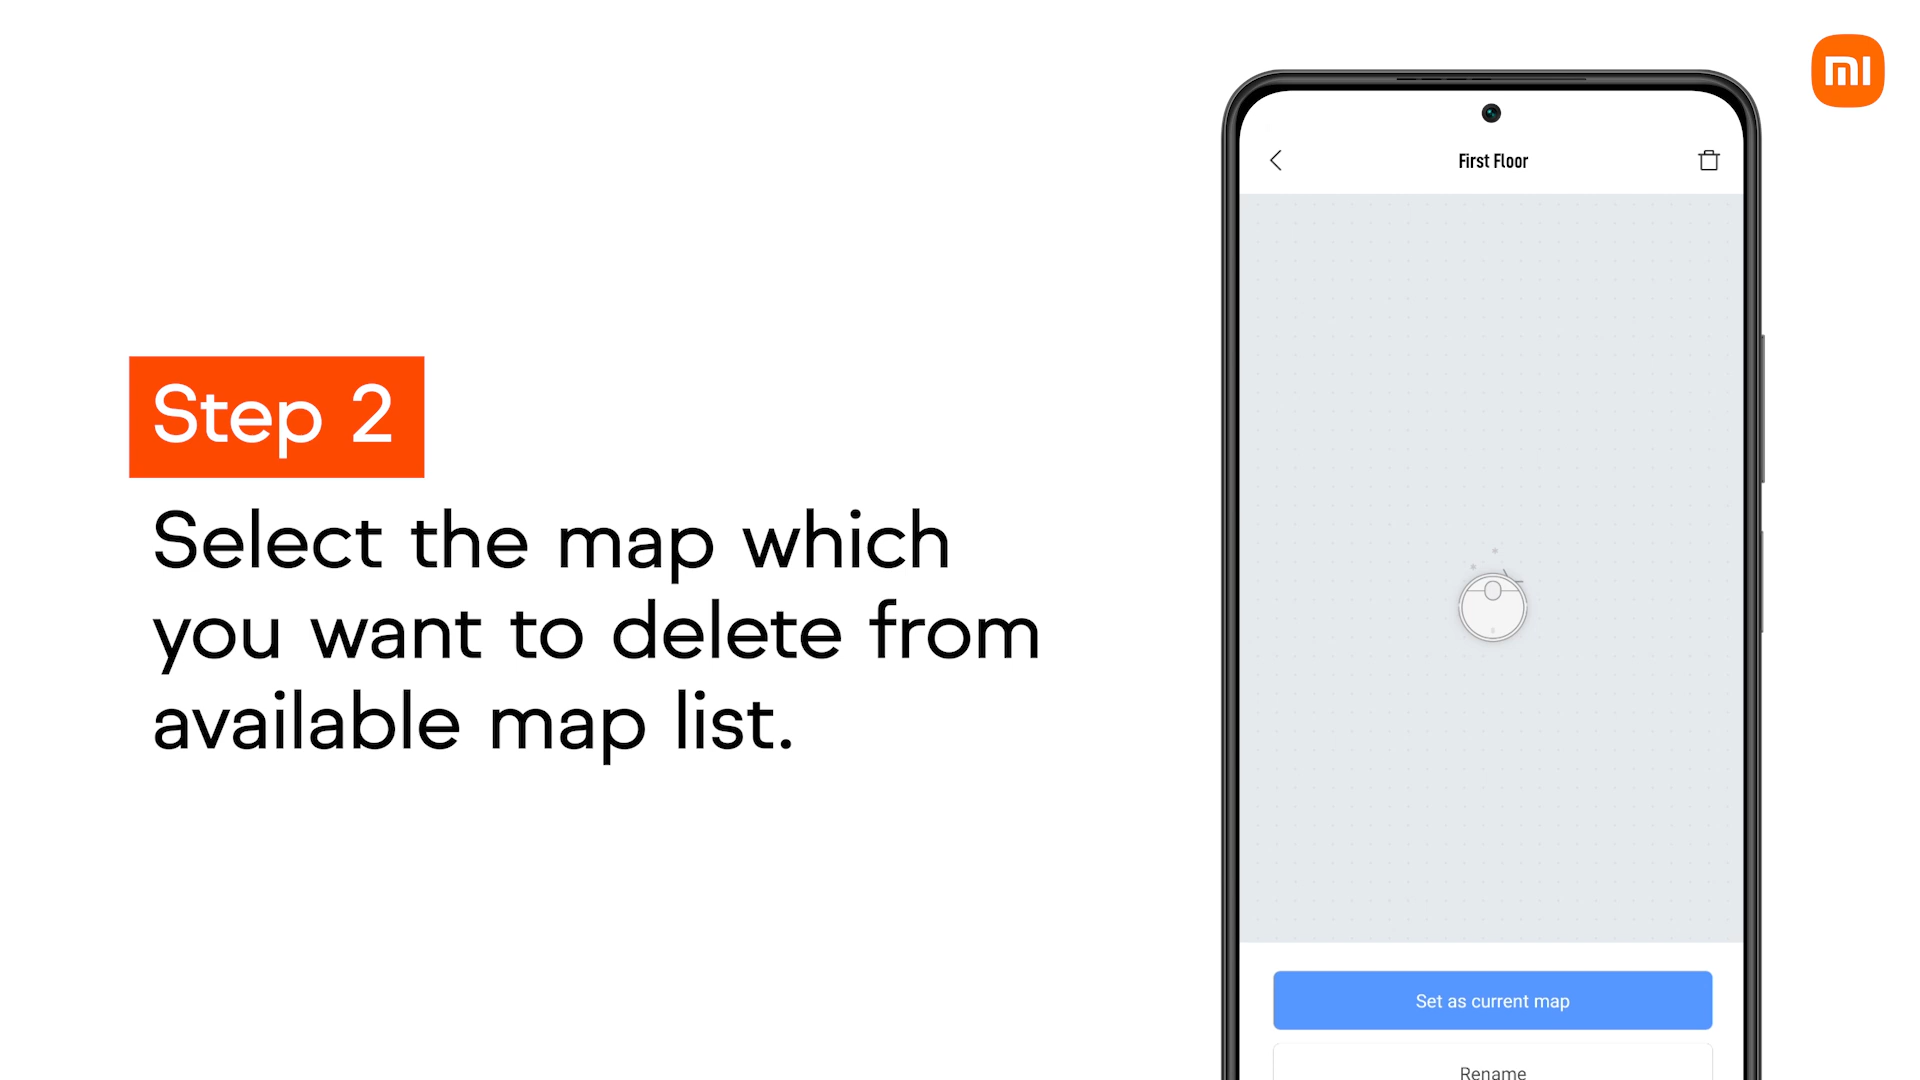 mi
First Floor
Step 2
Select the map which
you want to delete from
available map list.
Set as current map
Rename